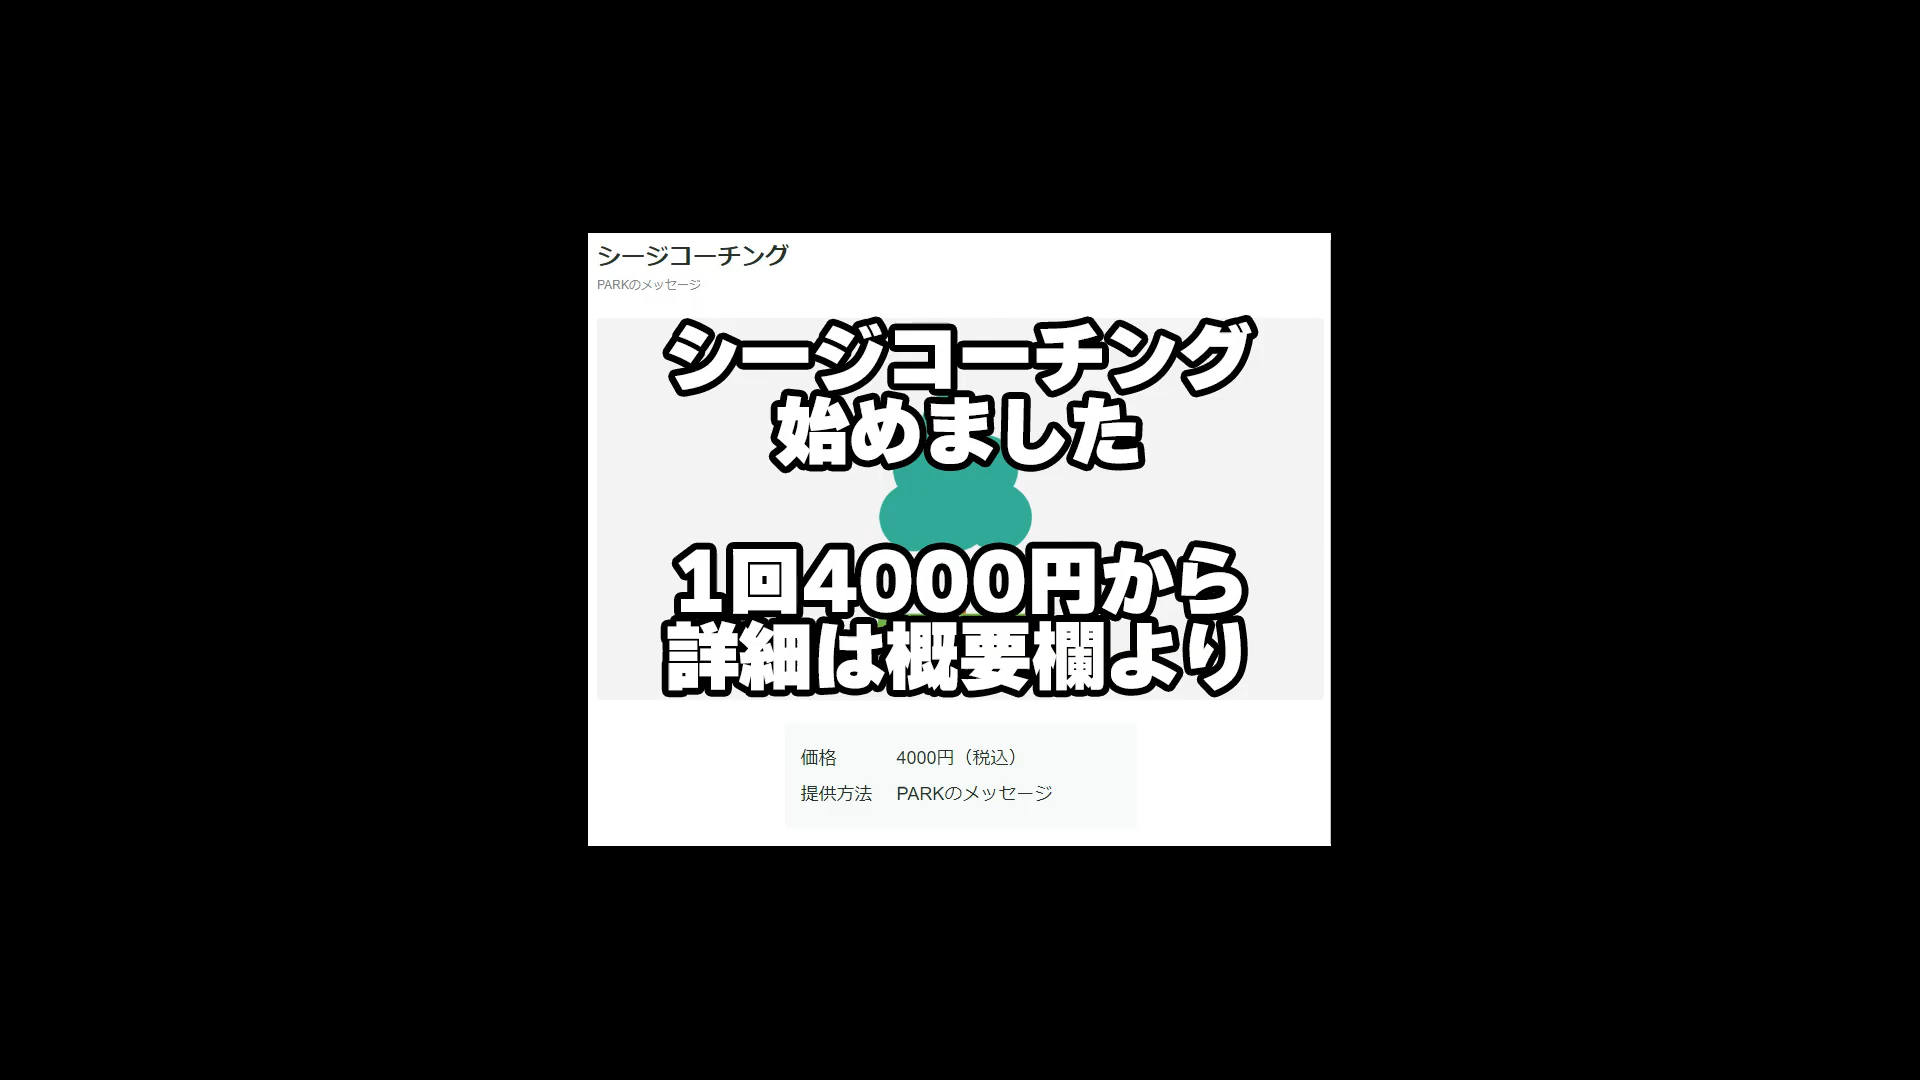 シージコーチング
PARKのメッセージ
シージコーチング
始めました
1回4000円から
詳細は概要欄より
価格 4000円（税込）
提供方法 PARKのメッセージ